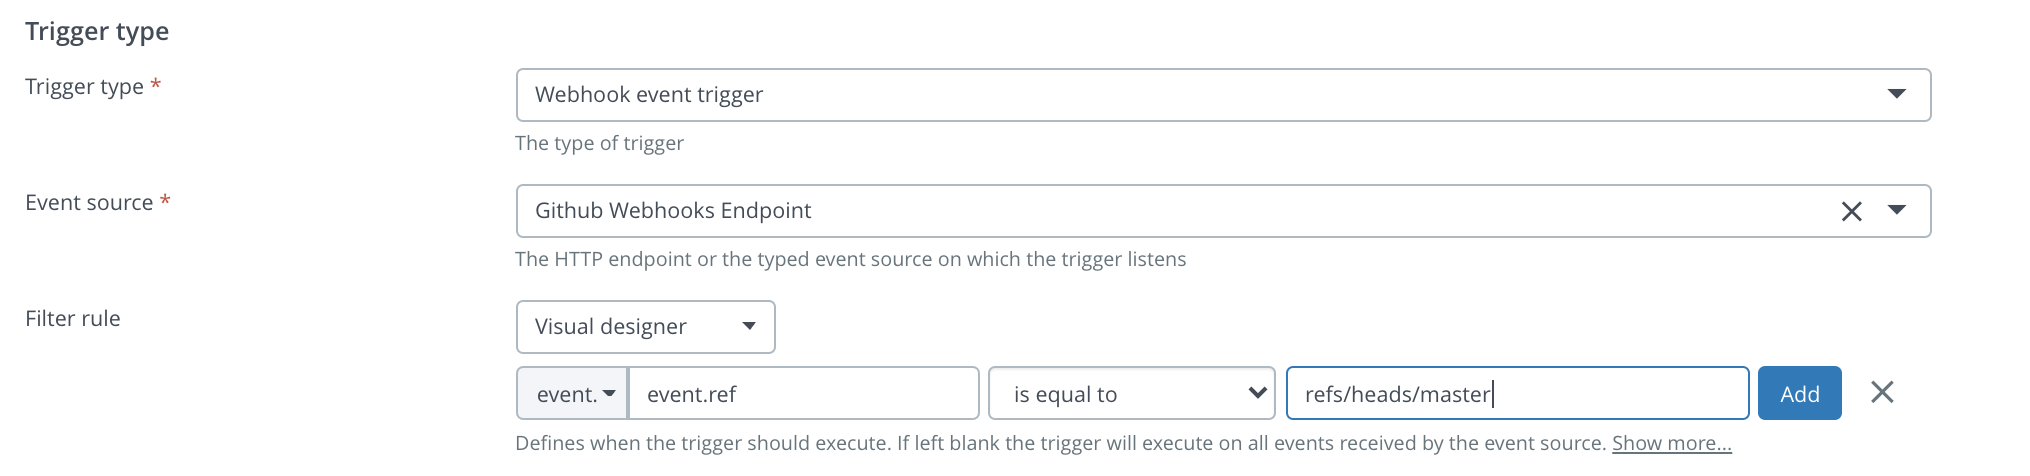 Trigger type
Trigger type *
Webhook event trigger
The type of trigger
Event source *
Github Webhooks Endpoint
The HTTP endpoint or the typed event source on which the trigger listens
Filter rule
Visual designer
event. event.ref is equal to refs/heads/master Add
Defines when the trigger should execute. If left blank the trigger will execute on all events received by the event source. Show more...